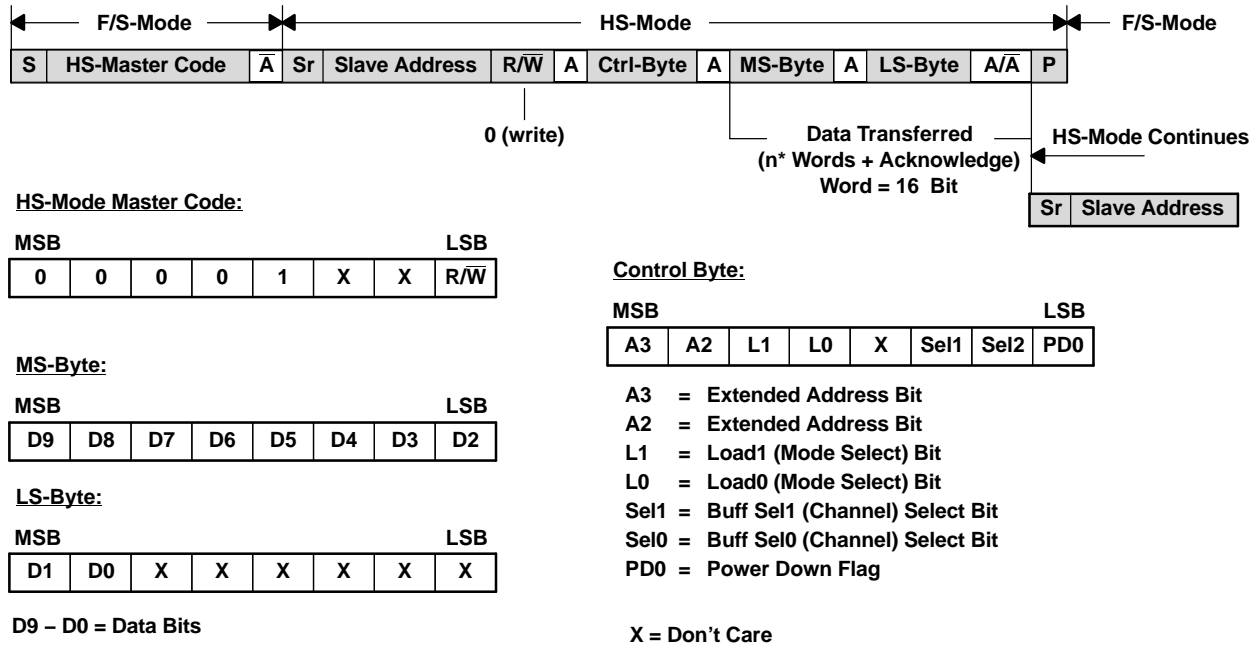 F/S-Mode HS-Mode F/S-Mode
S HS-Master Code A̅ Sr Slave Address R/W̅ A Ctrl-Byte A MS-Byte A LS-Byte A/A̅ P
0 (write)
Data Transferred
(n* Words + Acknowledge)
Word = 16 Bit
HS-Mode Continues
Sr Slave Address
HS-Mode Master Code:
MSB LSB
0 0 0 0 1 X X R/W̅
MS-Byte:
MSB LSB
D9 D8 D7 D6 D5 D4 D3 D2
LS-Byte:
MSB LSB
D1 D0 X X X X X X
D9 – D0 = Data Bits
Control Byte:
MSB LSB
A3 A2 L1 L0 X Sel1 Sel2 PD0
A3 = Extended Address Bit
A2 = Extended Address Bit
L1 = Load1 (Mode Select) Bit
L0 = Load0 (Mode Select) Bit
Sel1 = Buff Sel1 (Channel) Select Bit
Sel0 = Buff Sel0 (Channel) Select Bit
PD0 = Power Down Flag
X = Don't Care